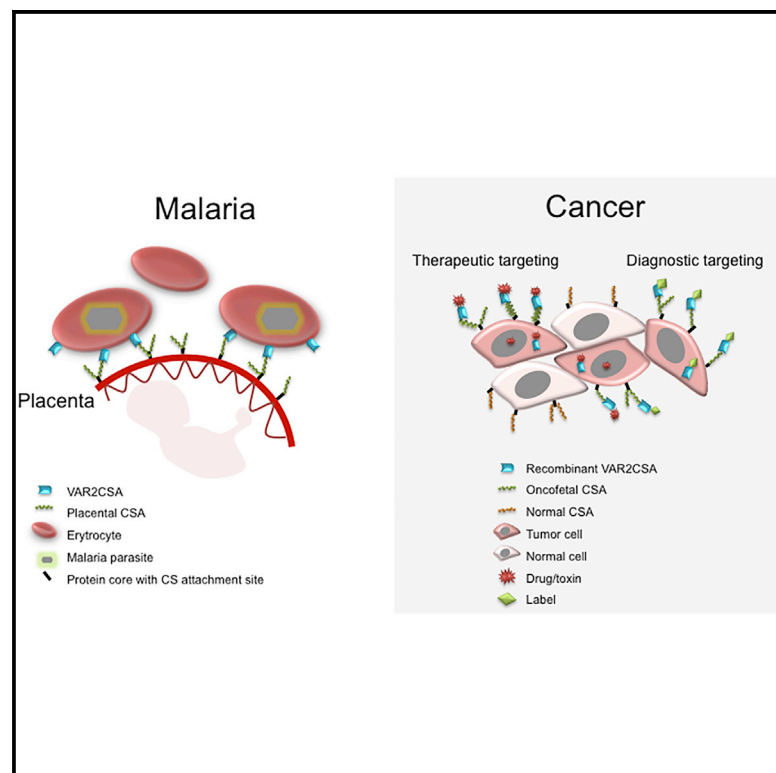 Malaria
Placenta
VAR2CSA
Placental CSA
Erytrocyte
Malaria parasite
Protein core with CS attachment site
Cancer
Therapeutic targeting
Diagnostic targeting
Recombinant VAR2CSA
Oncofetal CSA
Normal CSA
Tumor cell
Normal cell
Drug/toxin
Label